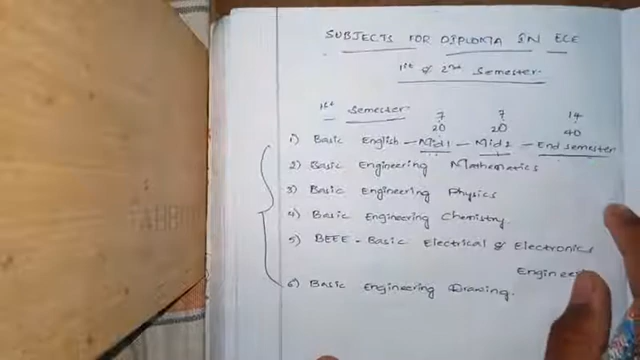 SUBJECTS FOR DIPLOMA IN ECE
1st & 2nd Semester
1st Semester
7 7 14
20 20 40
1) Basic English - Mid1 - Mid2 - End semester
2) Basic Engineering Mathematics
3) Basic Engineering Physics
4) Basic Engineering Chemistry
5) BEEE - Basic Electrical & Electronics
Engineer
6) Basic Engineering Drawing.